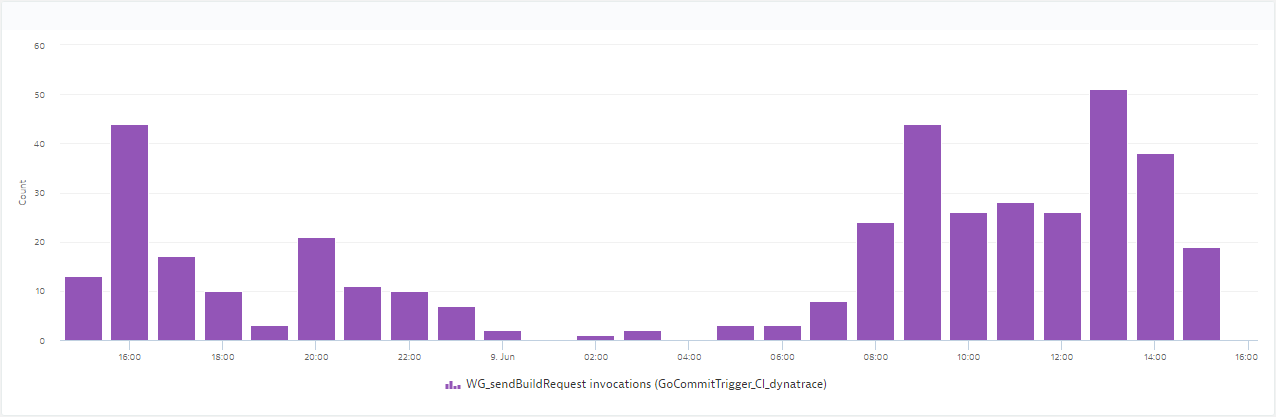 60
50
40
30
20
10
0
Count
16:00 18:00 20:00 22:00 9. Jun 02:00 04:00 06:00 08:00 10:00 12:00 14:00 16:00
WG_sendBuildRequest invocations (GoCommitTrigger_CI_dynatrace)